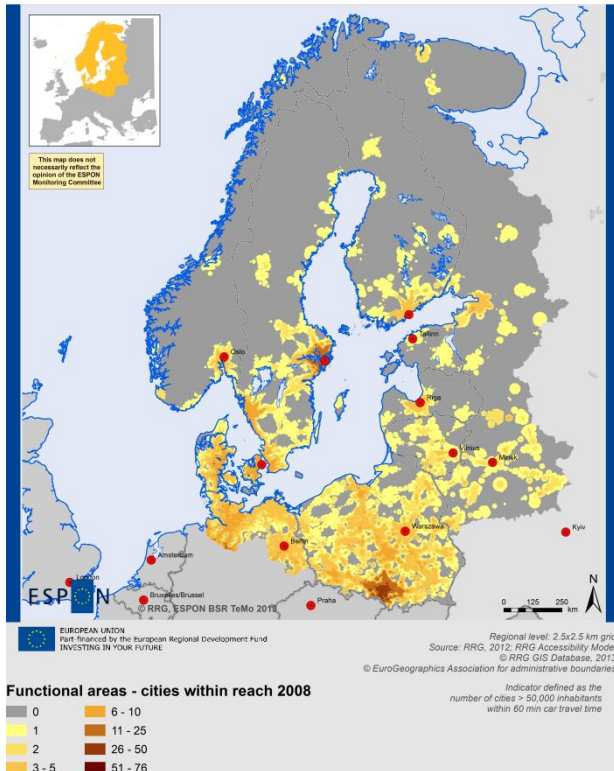 This map does not
necessarily reflect the
opinion of the ESPON
Monitoring Committee
Oslo
Tallinn
Riga
Vilnius
Minsk
Berlin
Warszawa
Kyiv
Amsterdam
London
Bruxelles/Brussel
Praha
ESPON
© RRG, ESPON BSR TeMo 2013
N
0 125 250
km
EUROPEAN UNION
Part-financed by the European Regional Development Fund
INVESTING IN YOUR FUTURE
Regional level: 2.5x2.5 km grid
Source: RRG, 2012; RRG Accessibility Mode
© RRG GIS Database, 2013
© EuroGeographics Association for administrative boundaries
Functional areas - cities within reach 2008
Indicator defined as the
number of cities > 50,000 inhabitants
within 60 min car travel time
0
1
2
3 - 5
6 - 10
11 - 25
26 - 50
51 - 76